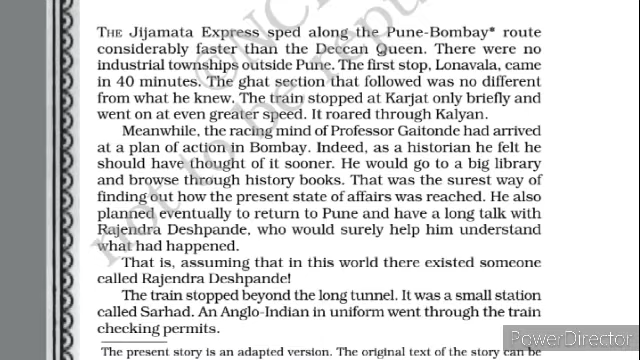 THE Jijamata Express sped along the Pune-Bombay* route
considerably faster than the Deccan Queen. There were no
industrial townships outside Pune. The first stop, Lonavala, came
in 40 minutes. The ghat section that followed was no different
from what he knew. The train stopped at Karjat only briefly and
went on at even greater speed. It roared through Kalyan.
Meanwhile, the racing mind of Professor Gaitonde had arrived
at a plan of action in Bombay. Indeed, as a historian he felt he
should have thought of it sooner. He would go to a big library
and browse through history books. That was the surest way of
finding out how the present state of affairs was reached. He also
planned eventually to return to Pune and have a long talk with
Rajendra Deshpande, who would surely help him understand
what had happened.
That is, assuming that in this world there existed someone
called Rajendra Deshpande!
The train stopped beyond the long tunnel. It was a small station
called Sarhad. An Anglo-Indian in uniform went through the train
checking permits.
The present story is an adapted version. The original text of the story can be
PowerDirector
not to be repu